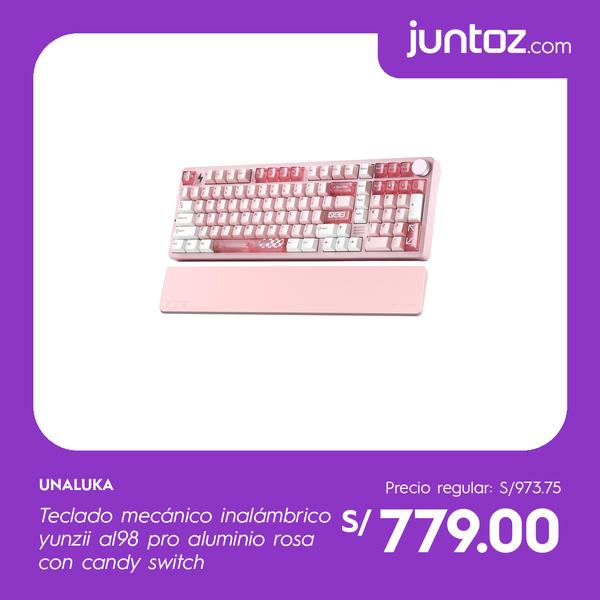 juntoz.com
UNALUKA
Teclado mecánico inalámbrico
yunzii al98 pro aluminio rosa
con candy switch
Precio regular: S/973.75
S/779.00